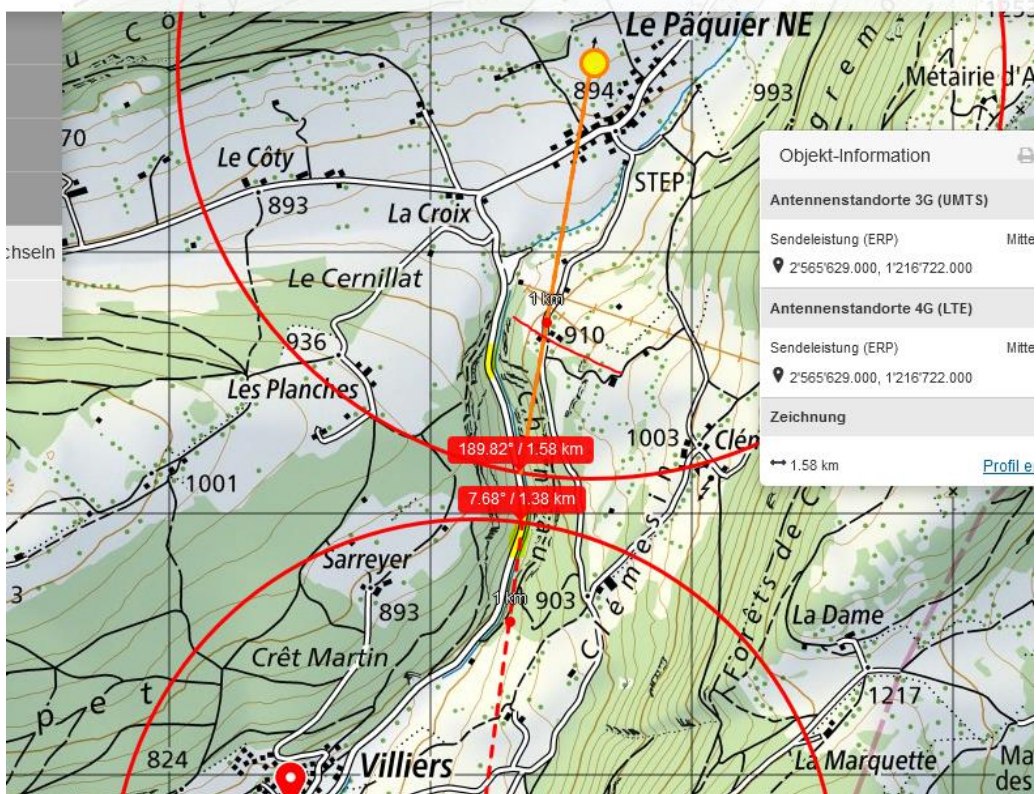 u C ô t y
Le Pâquier NE
894
993
Métairie d'A
70
Le Côty
893
La Croix
STEP
Objekt-Information
Antennenstandorte 3G (UMTS)
Sendeleistung (ERP) Mitte
2'565'629.000, 1'216'722.000
Antennenstandorte 4G (LTE)
Sendeleistung (ERP) Mitte
2'565'629.000, 1'216'722.000
Zeichnung
1.58 km Profil e
chseln
Le Cernillat
1 km
910
936
Les Planches
189.82° / 1.58 km
1003
Clém
7.68° / 1.38 km
1001
Sarreyer
893
3
1 km
903
Clémesin
Forêts de C
La Dame
Crêt Martin
1217
p e t
824
Villiers
La Marquette
Ma
des